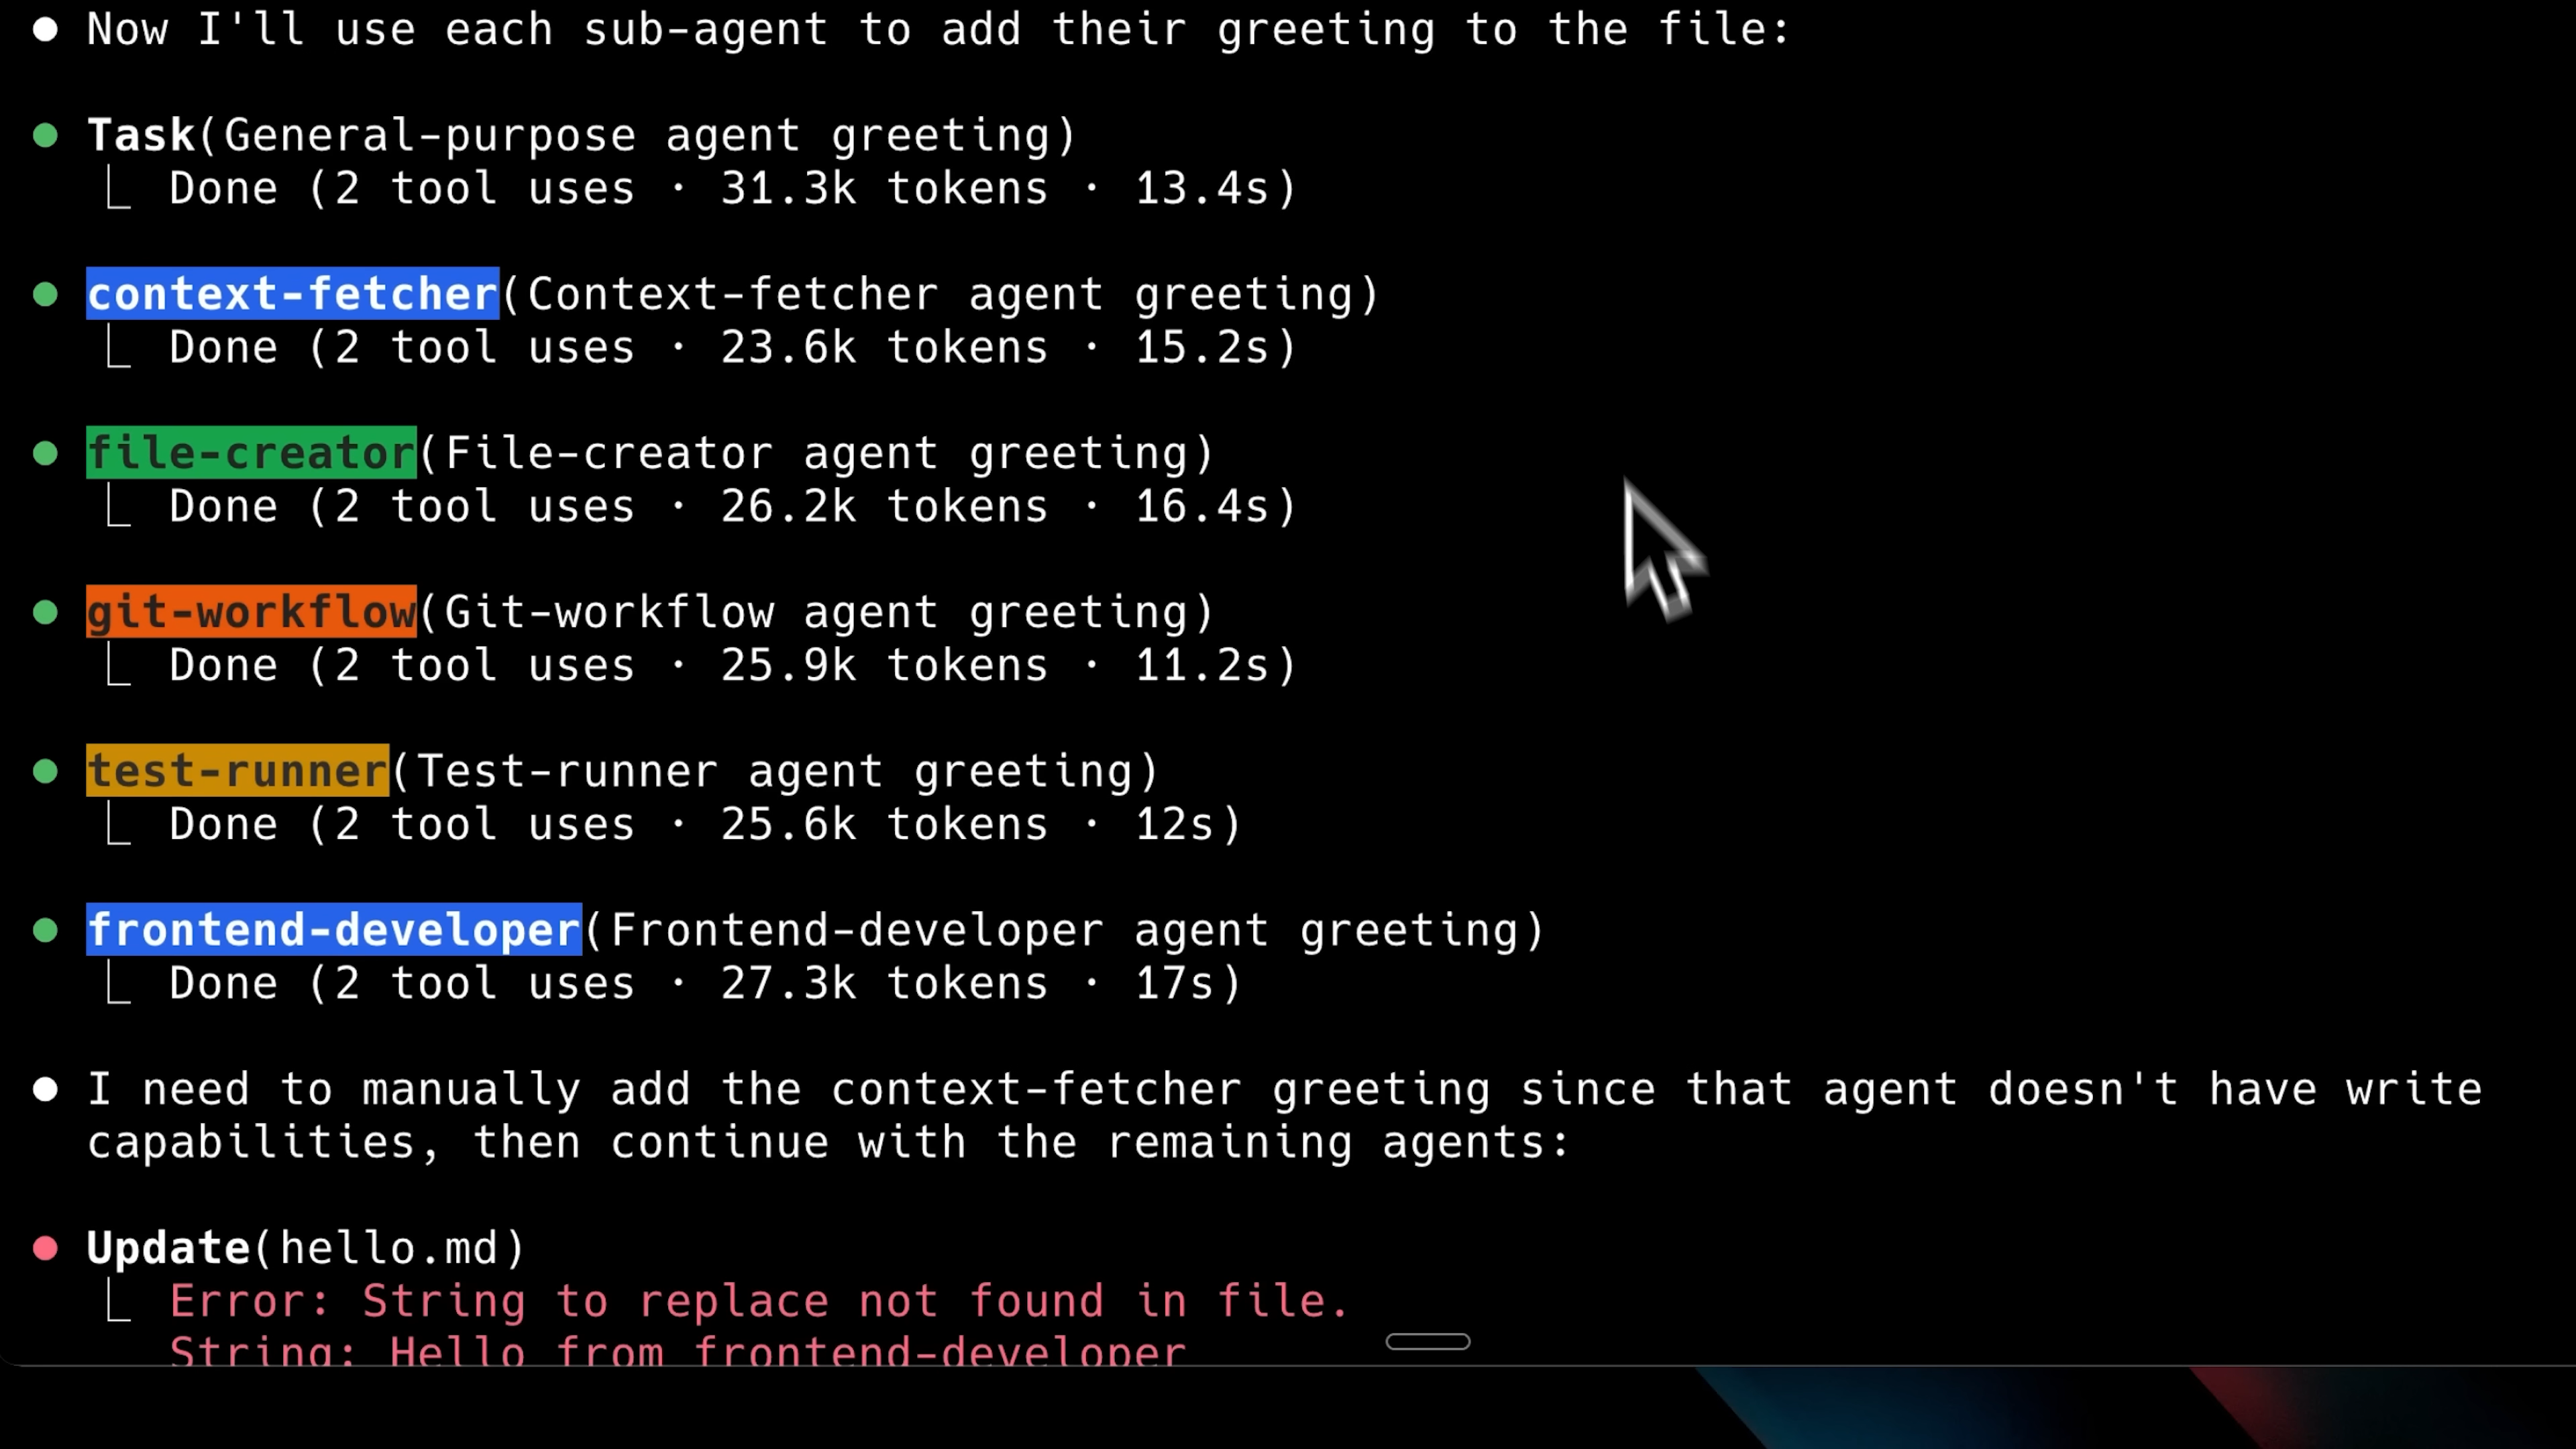 ● Now I'll use each sub-agent to add their greeting to the file:
● Task(General-purpose agent greeting)
⎿ Done (2 tool uses · 31.3k tokens · 13.4s)
● context-fetcher(Context-fetcher agent greeting)
⎿ Done (2 tool uses · 23.6k tokens · 15.2s)
● file-creator(File-creator agent greeting)
⎿ Done (2 tool uses · 26.2k tokens · 16.4s)
● git-workflow(Git-workflow agent greeting)
⎿ Done (2 tool uses · 25.9k tokens · 11.2s)
● test-runner(Test-runner agent greeting)
⎿ Done (2 tool uses · 25.6k tokens · 12s)
● frontend-developer(Frontend-developer agent greeting)
⎿ Done (2 tool uses · 27.3k tokens · 17s)
● I need to manually add the context-fetcher greeting since that agent doesn't have write
capabilities, then continue with the remaining agents:
● Update(hello.md)
⎿ Error: String to replace not found in file.
String: Hello from frontend-developer